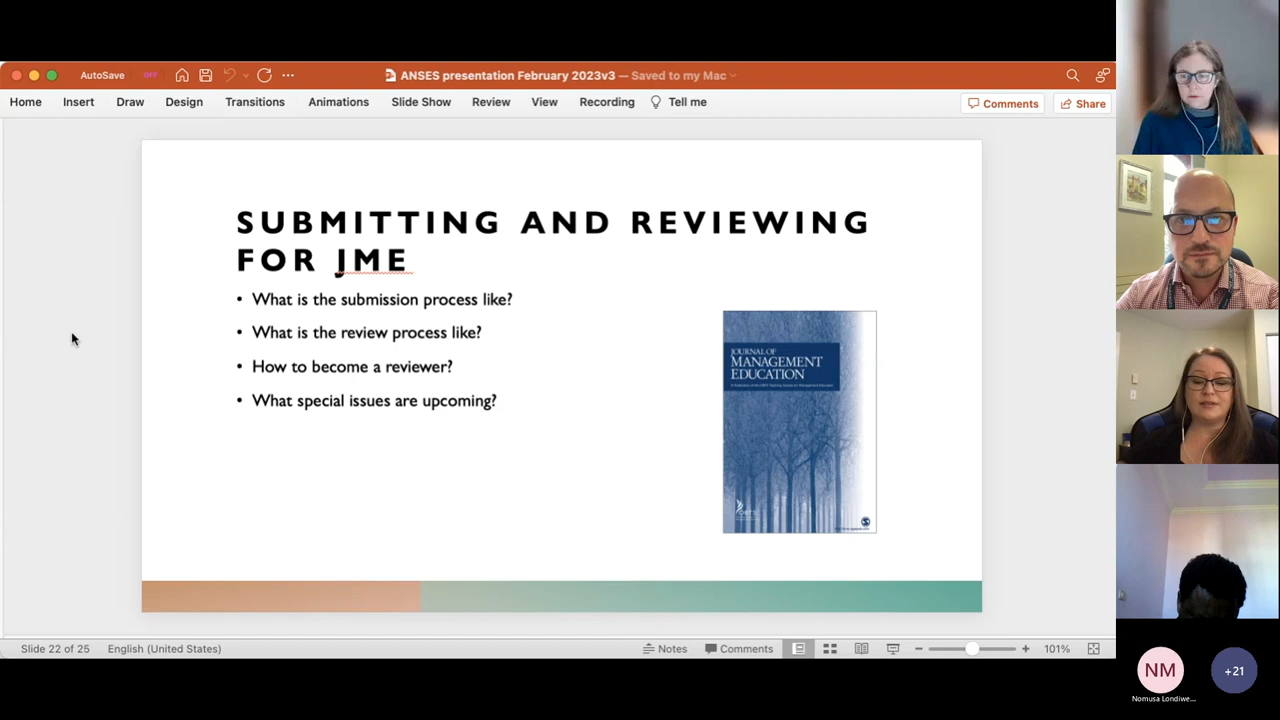 AutoSave OFF
ANSES presentation February 2023v3 — Saved to my Mac
Home Insert Draw Design Transitions Animations Slide Show Review View Recording Tell me
Comments Share
SUBMITTING AND REVIEWING
FOR JME
• What is the submission process like?
• What is the review process like?
• How to become a reviewer?
• What special issues are upcoming?
JOURNAL OF
MANAGEMENT
EDUCATION
Slide 22 of 25 English (United States) Notes Comments 101%
NM
Nomusa Londiwe...
+21